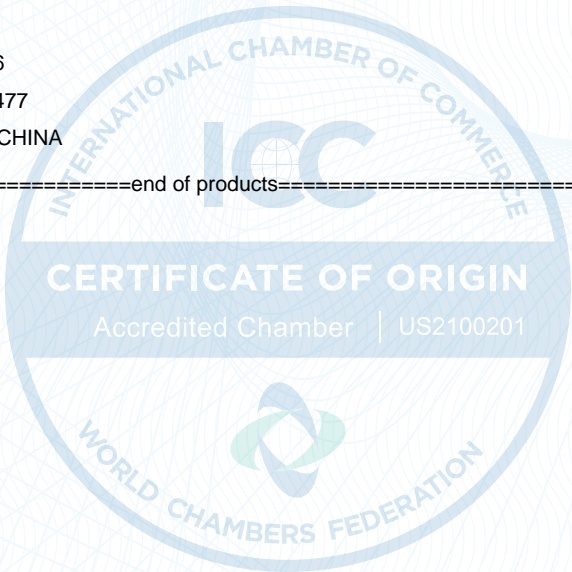 6
477
CHINA
===========end of products========================
INTERNATIONAL CHAMBER OF COMMERCE
ICC
CERTIFICATE OF ORIGIN
Accredited Chamber | US2100201
WORLD CHAMBERS FEDERATION